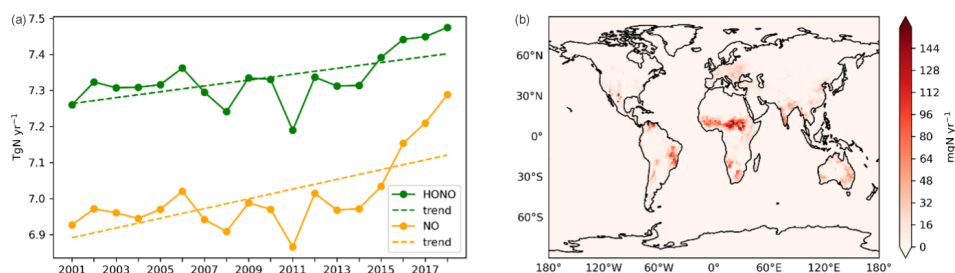 (a)
7.5
7.4
7.3
7.2
7.1
7.0
6.9
TgN yr⁻¹
HONO
trend
NO
trend
2001 2003 2005 2007 2009 2011 2013 2015 2017
(b)
60°N
30°N
0°
30°S
60°S
180° 120°W 60°W 0° 60°E 120°E 180°
144
128
112
96
80
64
48
32
16
0
mgN yr⁻¹